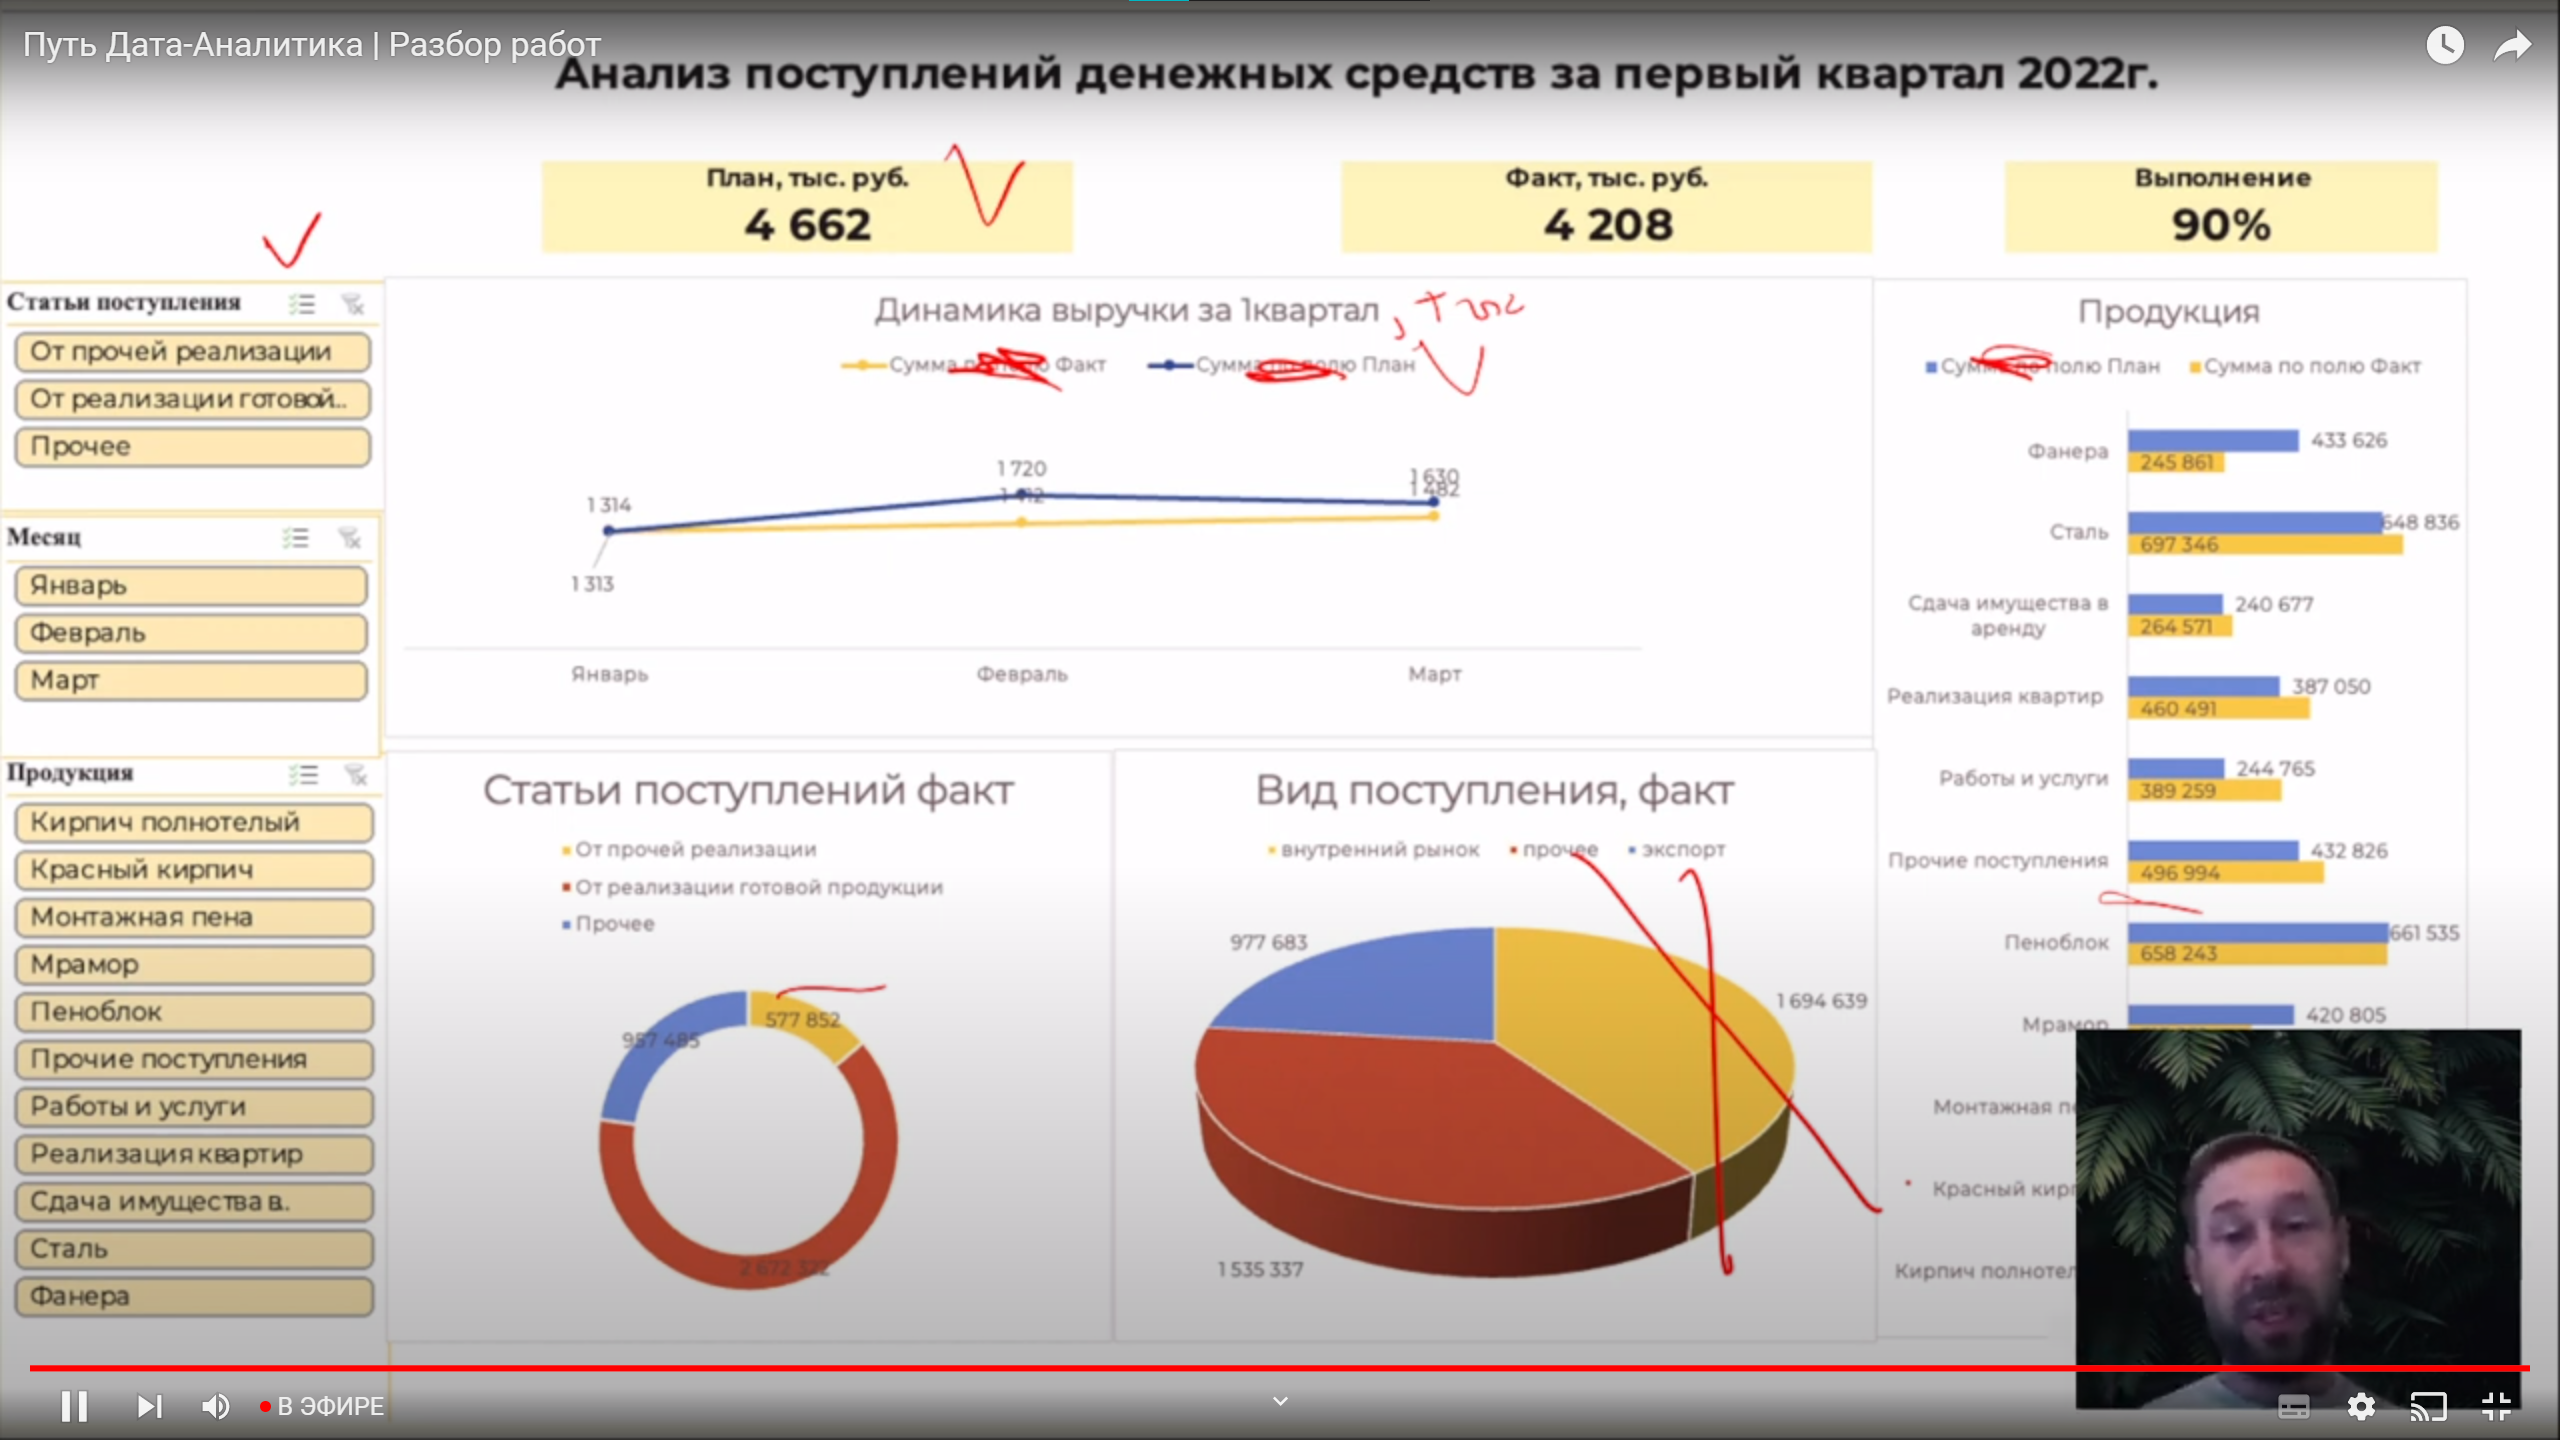 Путь Дата-Аналитика | Разбор работ
Анализ поступлений денежных средств за первый квартал 2022г.
План, тыс. руб.
4 662
Факт, тыс. руб.
4 208
Выполнение
90%
Статьи поступления
От прочей реализации
От реализации готовой..
Прочее
Месяц
Январь
Февраль
Март
Продукция
Кирпич полнотелый
Красный кирпич
Монтажная пена
Мрамор
Пеноблок
Прочие поступления
Работы и услуги
Реализация квартир
Сдача имущества в..
Сталь
Фанера
Динамика выручки за 1квартал
Сумма по полю Факт Сумма по полю План
1 314
1 720
1 630
1 482
1 313
Январь Февраль Март
Статьи поступлений факт
От прочей реализации
От реализации готовой продукции
Прочее
577 852
957 485
2 672 322
Вид поступления, факт
внутренний рынок прочее экспорт
977 683
1 694 639
1 535 337
Продукция
Сумма по полю План Сумма по полю Факт
Фанера 433 626
245 861
Сталь 648 836
697 346
Сдача имущества в
аренду
240 677
264 571
Реализация квартир 387 050
460 491
Работы и услуги 244 765
389 259
Прочие поступления 432 826
496 994
Пеноблок 661 535
658 243
Мрамор 420 805
Монтажная
Красный
В ЭФИРЕ